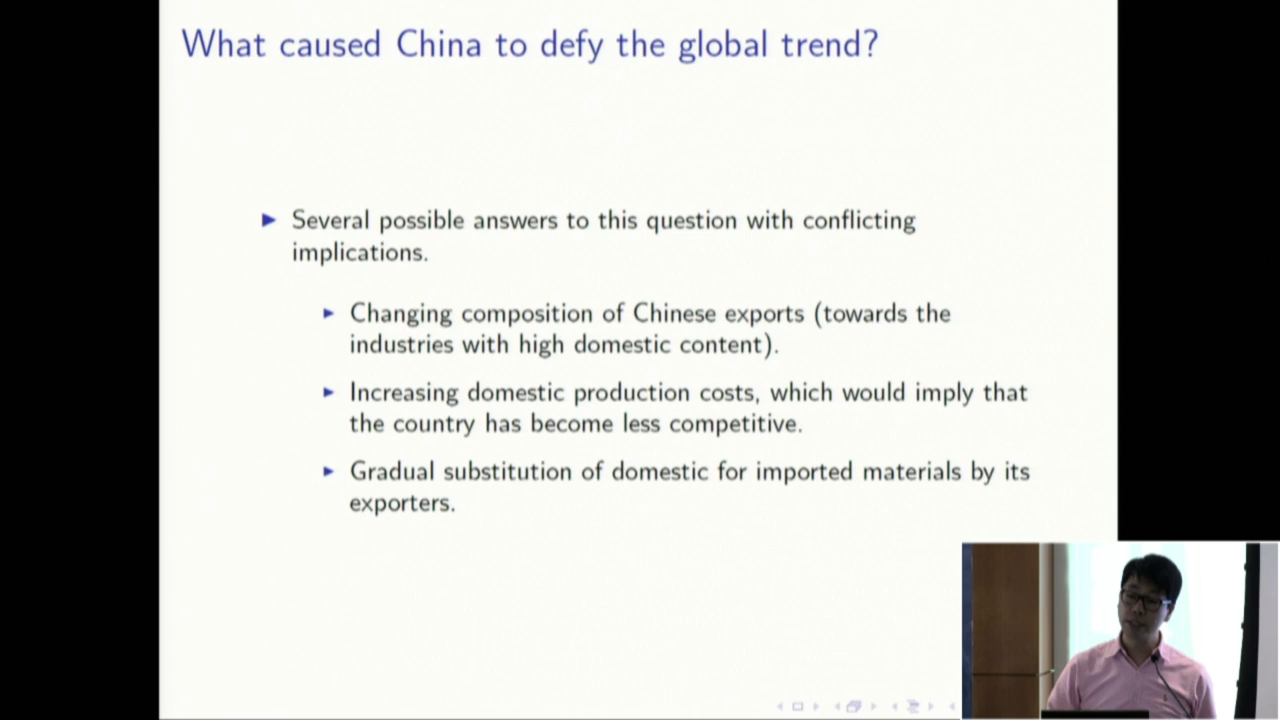 What caused China to defy the global trend?
Several possible answers to this question with conflicting
implications.
Changing composition of Chinese exports (towards the
industries with high domestic content).
Increasing domestic production costs, which would imply that
the country has become less competitive.
Gradual substitution of domestic for imported materials by its
exporters.